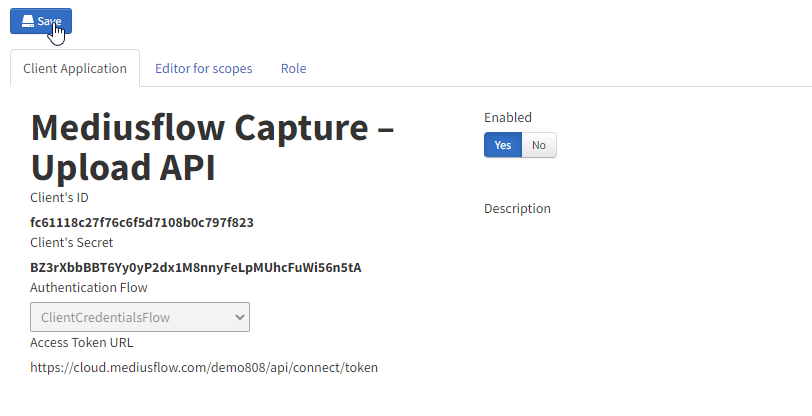 Save
Client Application
Editor for scopes
Role
Mediusflow Capture –
Upload API
Client's ID
fc61118c27f76c6f5d7108b0c797f823
Client's Secret
BZ3rXbbBBT6Yy0yP2dx1M8nnyFeLpMUhcFuWi56n5tA
Authentication Flow
ClientCredentialsFlow
Access Token URL
https://cloud.mediusflow.com/demo808/api/connect/token
Enabled
Yes
No
Description